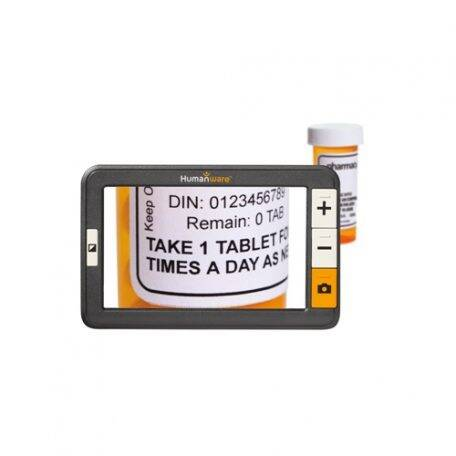 HumanWare
pharmac
+
−
Keep O
DIN: 0123456789
Remain: 0 TAB
TAKE 1 TABLET FO
TIMES A DAY AS NE